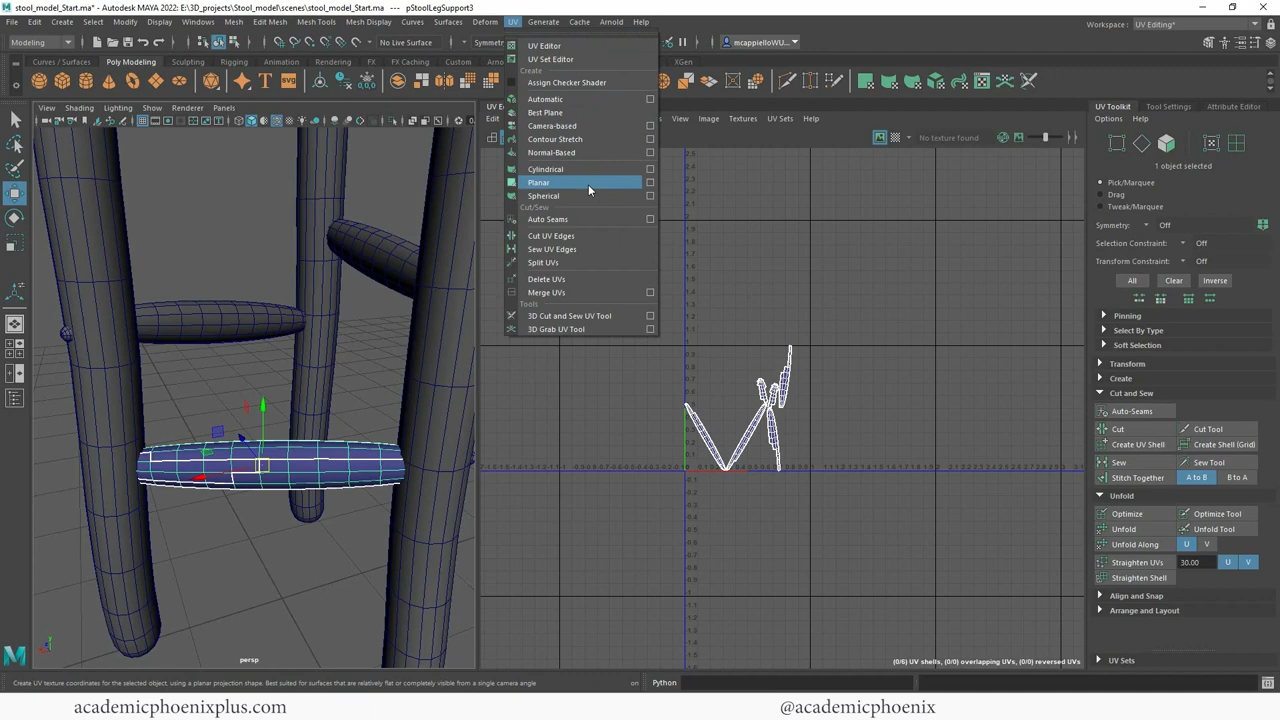 stool_model_Start.ma* - Autodesk MAYA 2022: E:\3D_projects\Stool_model\scenes\stool_model_Start.ma* --- pStoolLegSupport3
File Edit Create Select Modify Display Windows Mesh Edit Mesh Mesh Tools Mesh Display Curves Surfaces Deform UV Generate Cache Arnold Help
Workspace : UV Editing*
Modeling
No Live Surface
Symmetr
mcappielloWU...
Curves / Surfaces
Poly Modeling
Sculpting
Rigging
Animation
Rendering
FX
FX Caching
Custom
XGen
View Shading Lighting Show Renderer Panels
UV Editor
UV Set Editor
Create
Assign Checker Shader
Automatic
Best Plane
Camera-based
Contour Stretch
Normal-Based
Cylindrical
Planar
Spherical
Cut/Sew
Auto Seams
Cut UV Edges
Sew UV Edges
Split UVs
Delete UVs
Merge UVs
Tools
3D Cut and Sew UV Tool
3D Grab UV Tool
UV E
Edit
View Image Textures UV Sets Help
No texture found
persp
(0/6) UV shells, (0/0) overlapping UVs, (0/0) reversed UVs
UV Toolkit Tool Settings Attribute Editor
Options Help
1 object selected
Pick/Marquee
Drag
Tweak/Marquee
Symmetry: Off
Selection Constraint: Off
Transform Constraint: Off
All Clear Inverse
Pinning
Select By Type
Soft Selection
Transform
Create
Cut and Sew
Auto-Seams
Cut Cut Tool
Create UV Shell Create Shell (Grid)
Sew Sew Tool
Stitch Together A to B B to A
Unfold
Optimize Optimize Tool
Unfold Unfold Tool
Unfold Along U V
Straighten UVs 30.00 U V
Straighten Shell
Align and Snap
Arrange and Layout
UV Sets
Create UV texture coordinates for the selected object, using a planar projection shape. Best suited for surfaces that are relatively flat or completely visible from a single camera angle
on
Python
academicphoenixplus.com
@academicphoenix